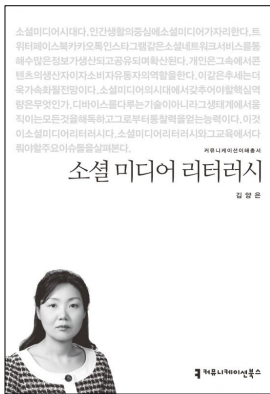 소셜미디어시대다.인간생활의중심에소셜미디어가자리한다.트
위터페이스북카카오톡인스타그램같은소셜네트워크서비스를통
해수많은정보가생산되고공유되며확산된다.개인은그속에서콘
텐츠의생산자이자소비자유통자의역할을한다.이같은추세는더
욱가속화될전망이다.소셜미디어의시대에서갖추어야할핵심역
량은무엇인가,디바이스를다루는기술이아니라그생태계에서움
직이는모든것을해독하고그로부터통찰력을얻는능력이다.이것
이소셜미디어리터러시다.소셜미디어리터러시와그교육에서다
뤄야할주요이슈들을살펴본다.
커뮤니케이션이해총서
소셜 미디어 리터러시
김양은
커뮤니케이션북스